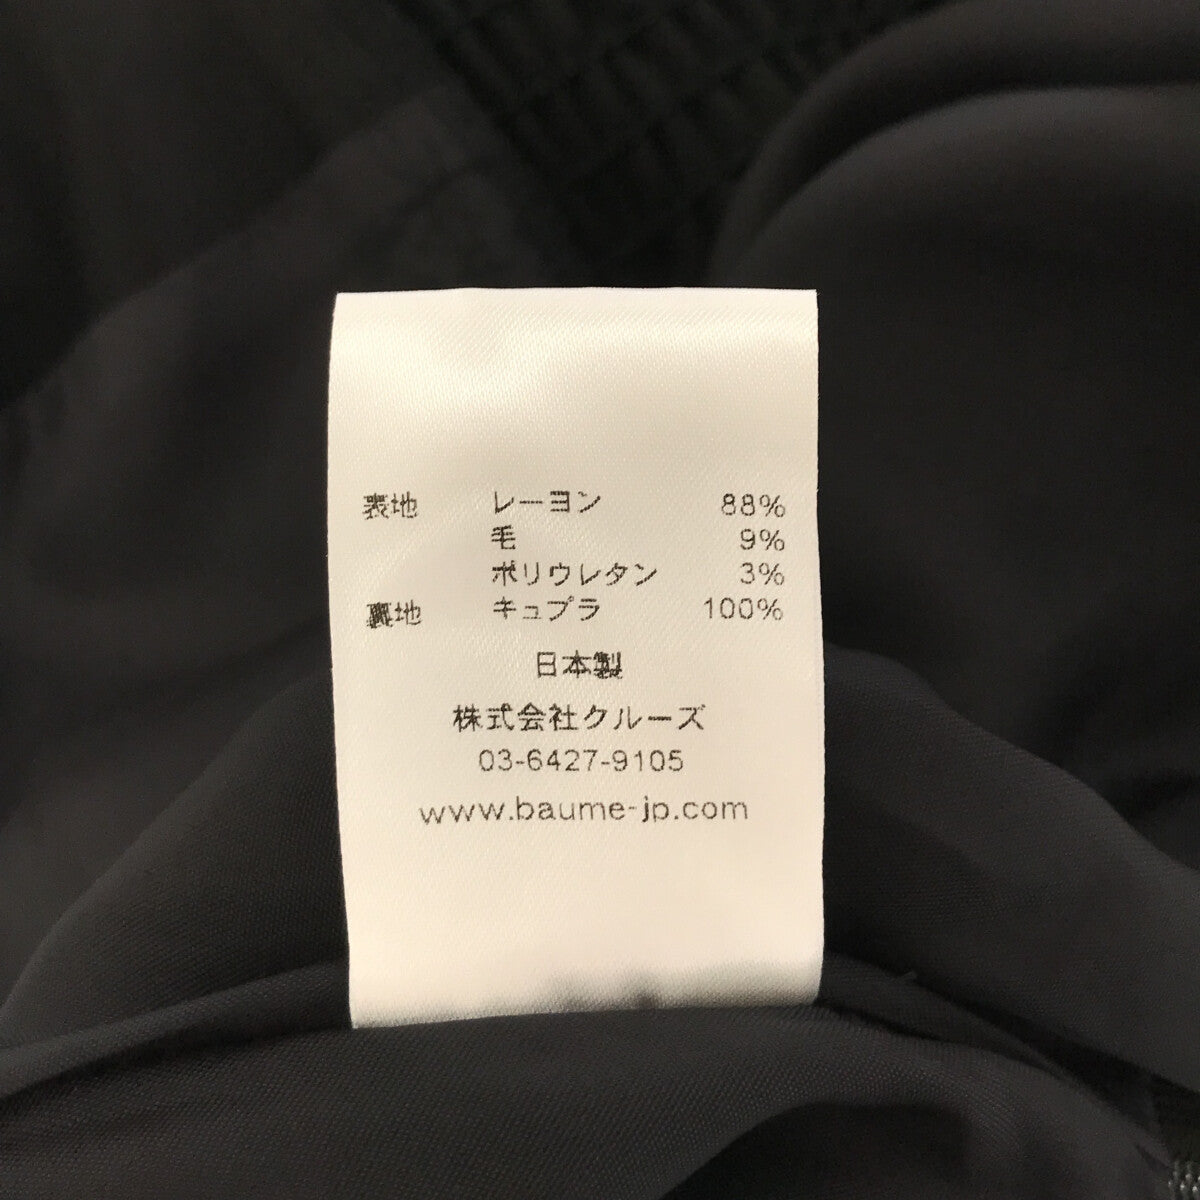 表地 レーヨン 88%
毛 9%
ポリウレタン 3%
裏地 キュプラ 100%
日本製
株式会社クルーズ
03-6427-9105
www.baume-jp.com